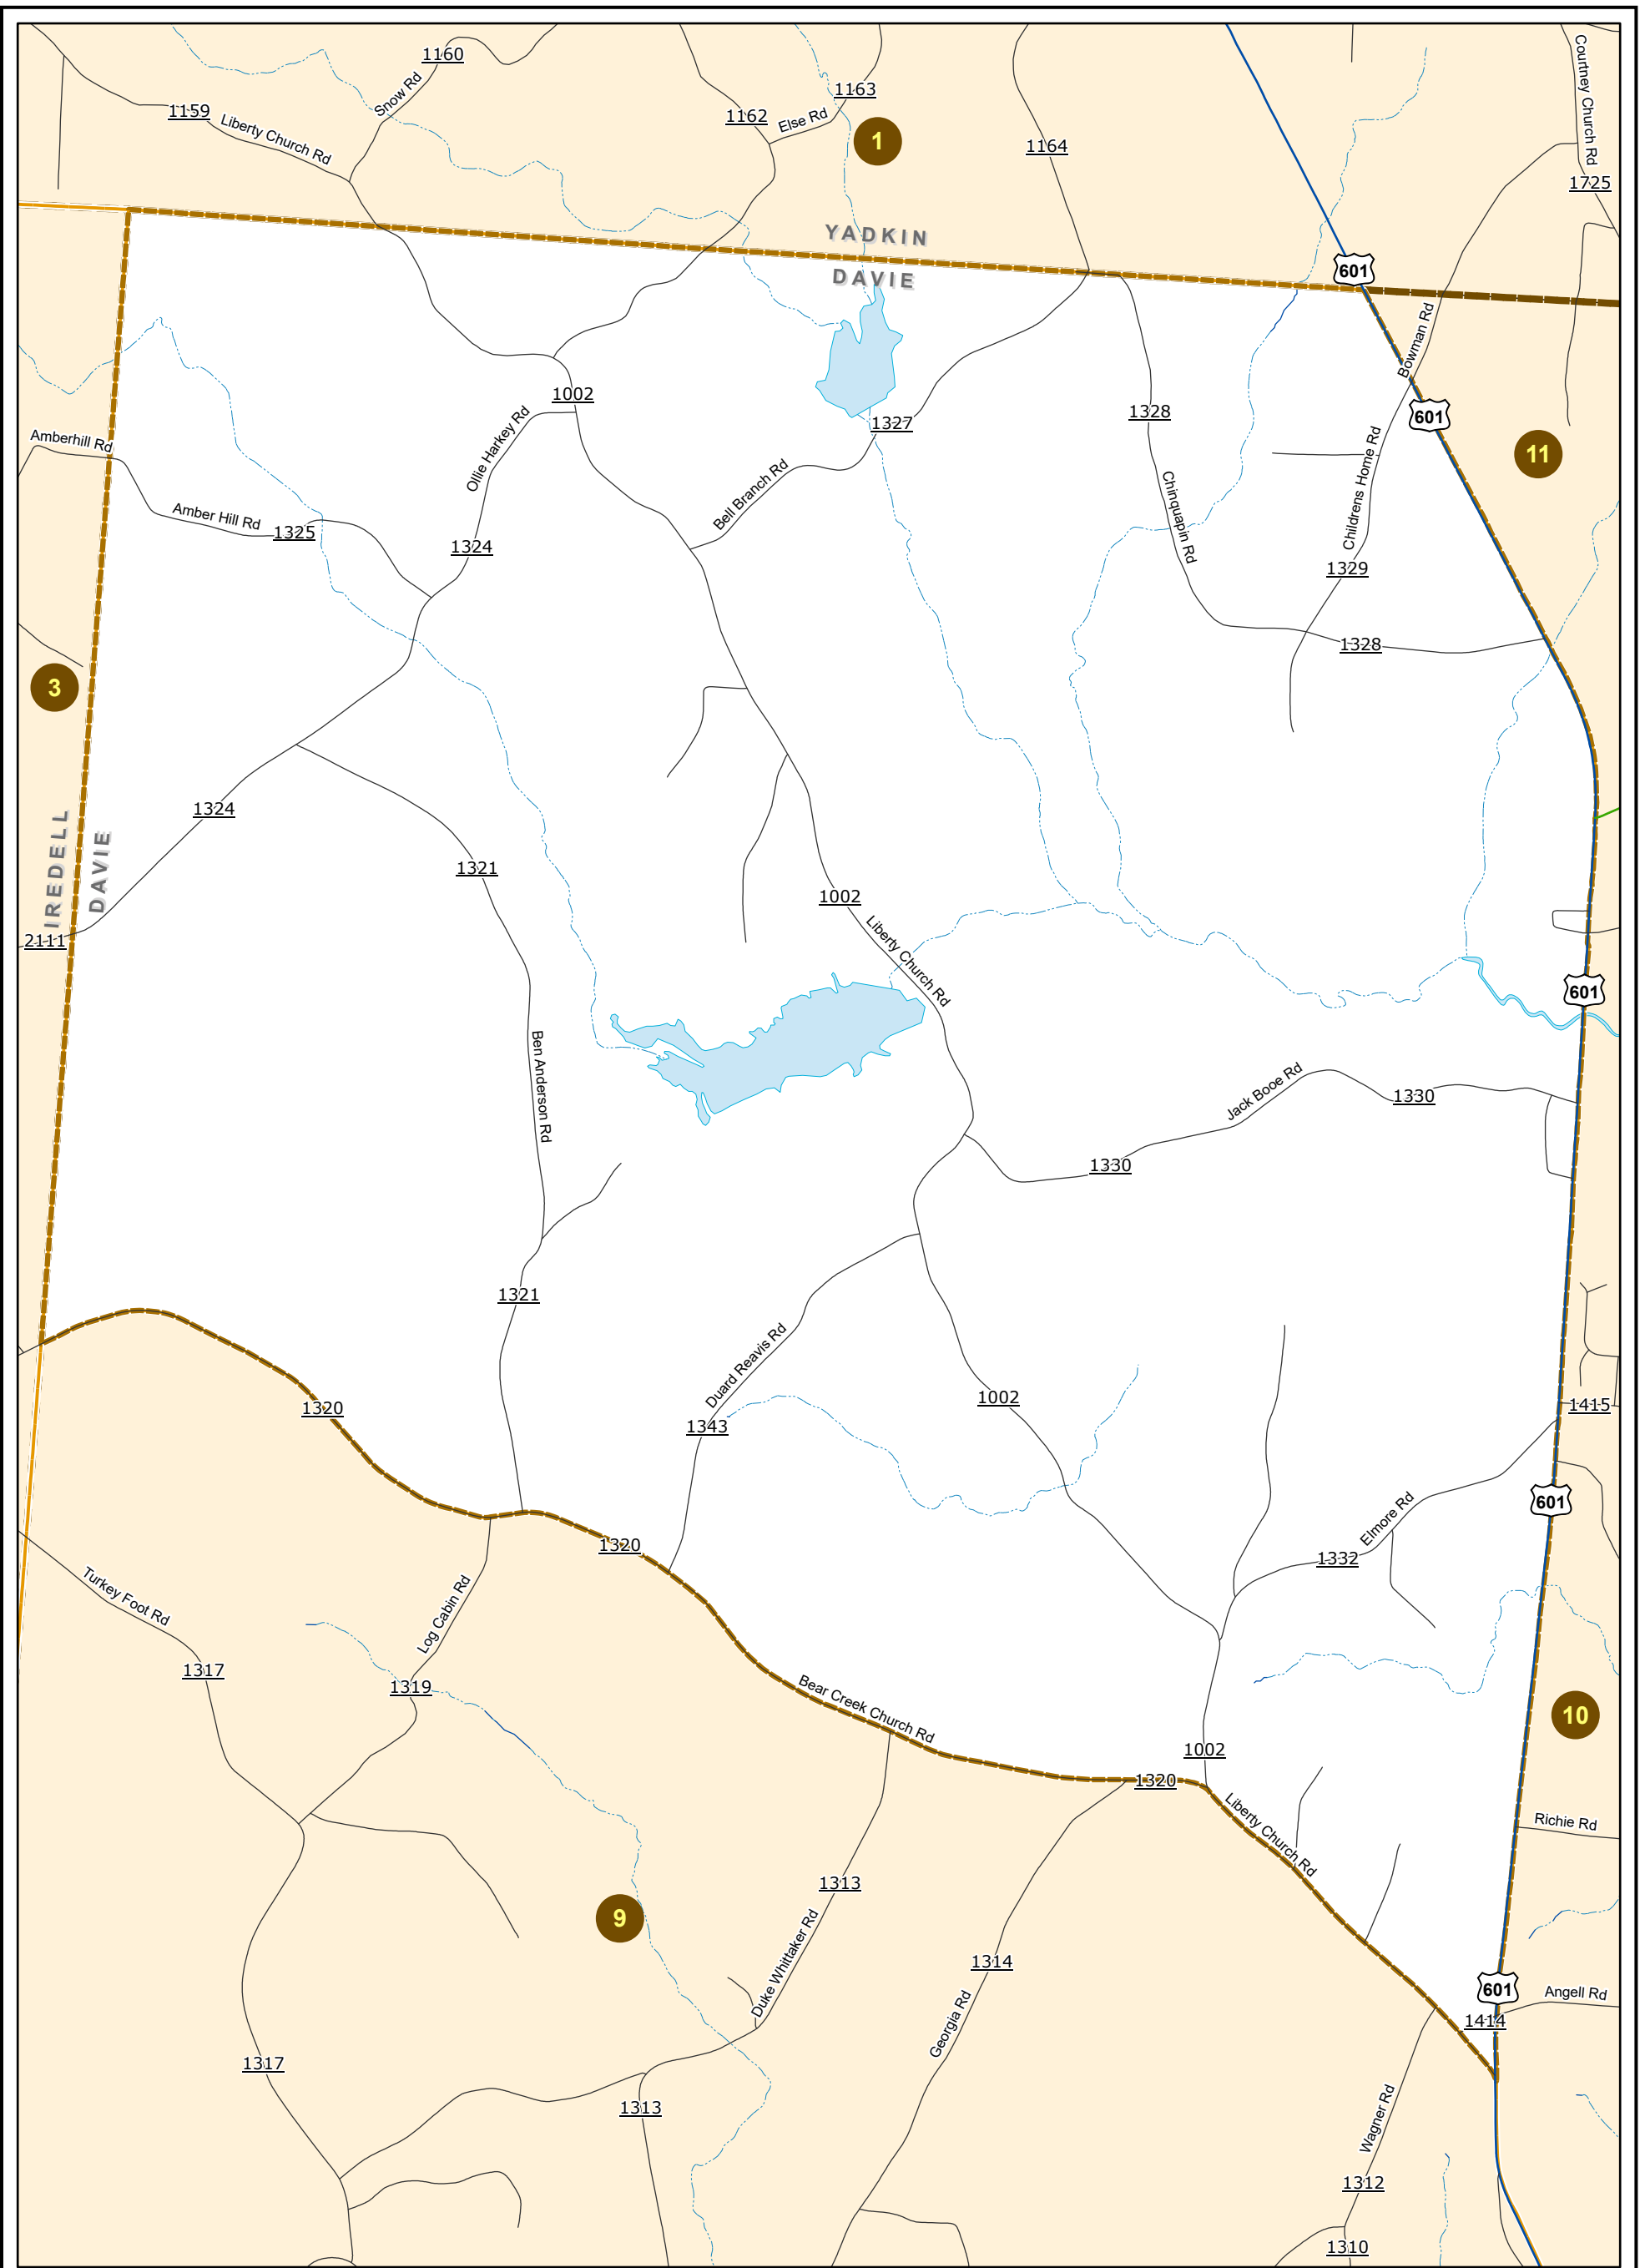 1160
Snow Rd
1159
Liberty Church Rd
1162
Else Rd
1163
1
1164
Courtney Church Rd
1725
YADKIN
DAVIE
601
Bowman Rd
601
11
1002
Ollie Harkey Rd
1327
Bell Branch Rd
1328
Chinquapin Rd
Childrens Home Rd
1329
1328
Amberhill Rd
Amber Hill Rd
1325
1324
3
1324
IREDELL
DAVIE
2111
1321
1002
Liberty Church Rd
601
Ben Anderson Rd
Jack Booe Rd
1330
1330
1321
Duard Reavis Rd
1343
1002
1320
1415
601
Elmore Rd
1332
1320
Turkey Foot Rd
Log Cabin Rd
1317
1319
Bear Creek Church Rd
10
1002
1320
Liberty Church Rd
Richie Rd
1313
9
Duke Whittaker Rd
1314
Georgia Rd
601
Angell Rd
1414
1317
1313
Wagner Rd
1312
1310